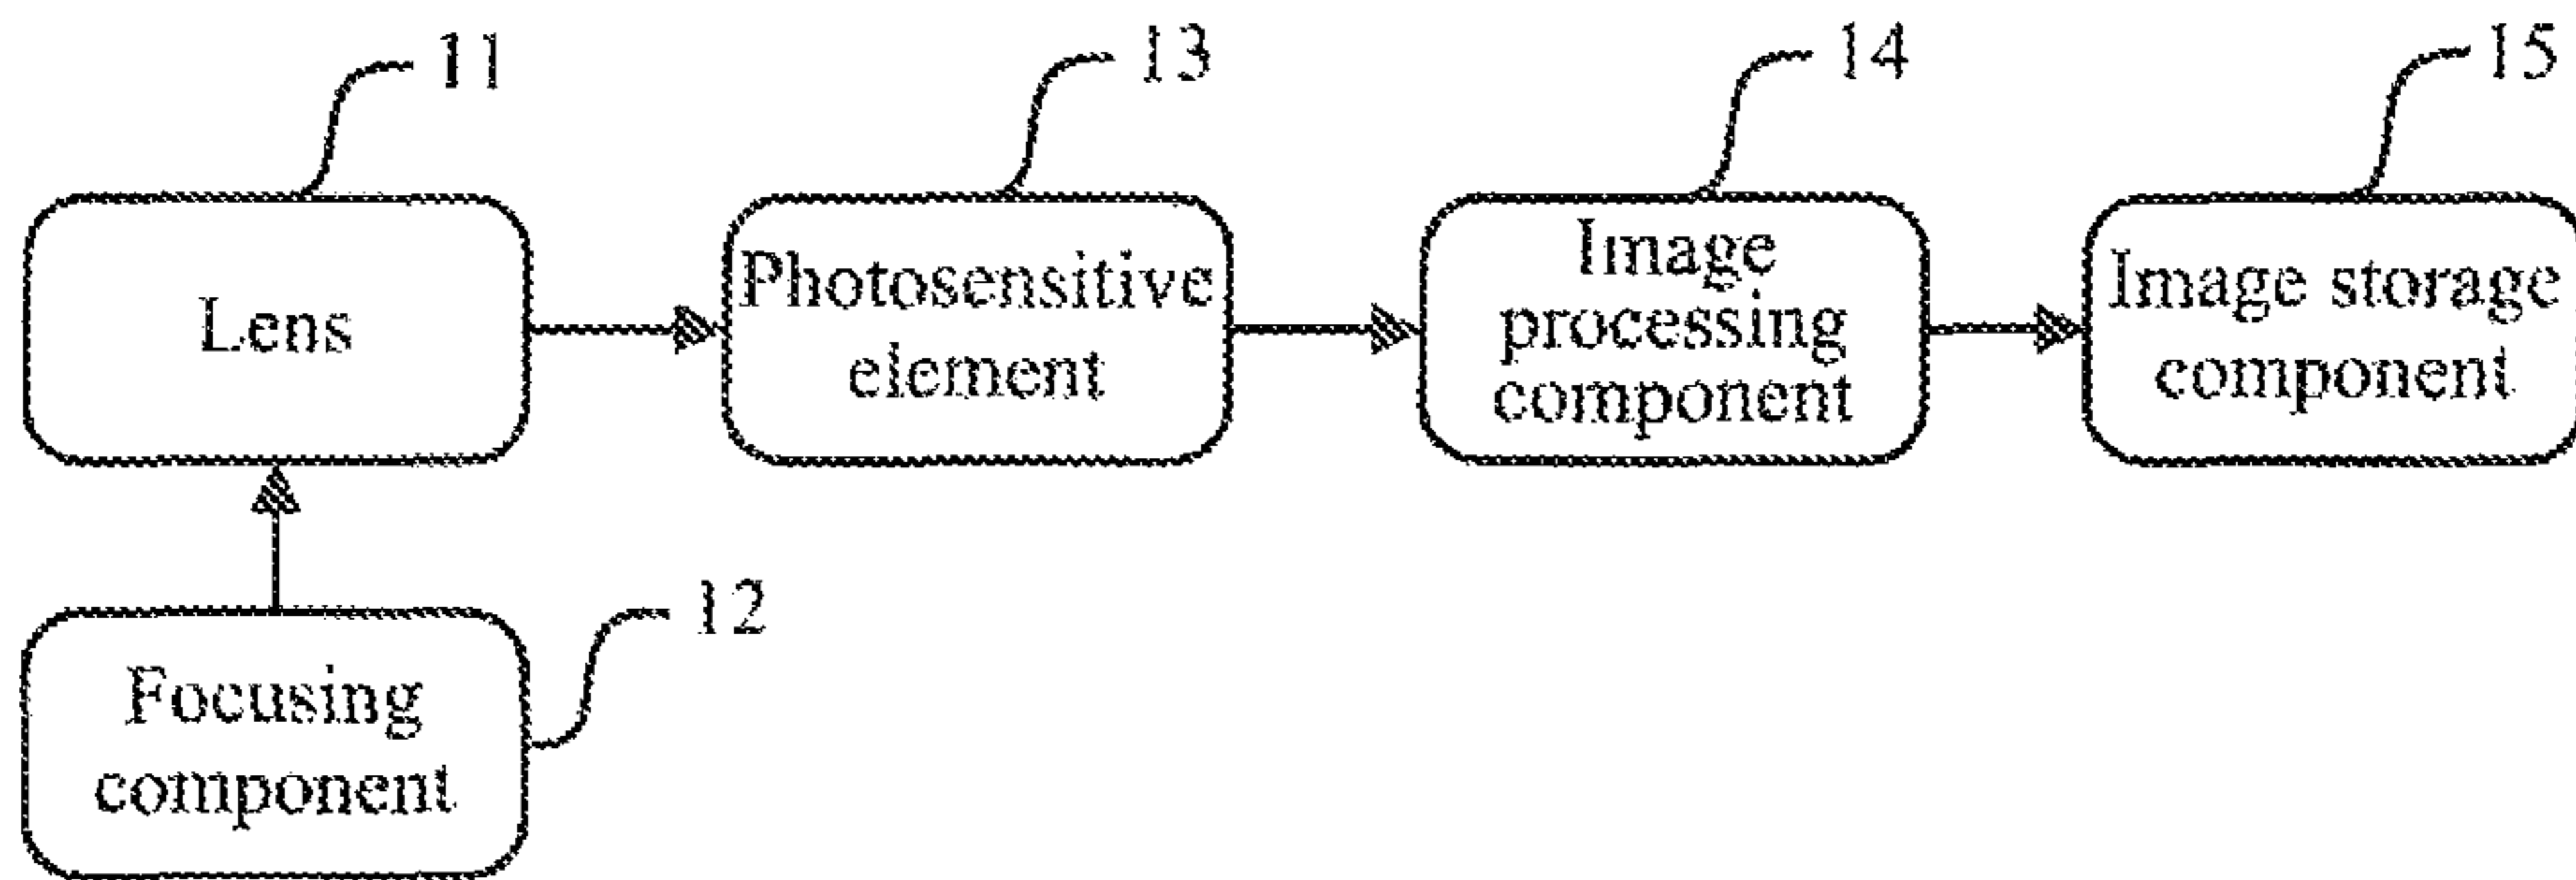 11
13
14
15
Lens
Photosensitive
element
Image
processing
component
Image storage
component
12
Focusing
component